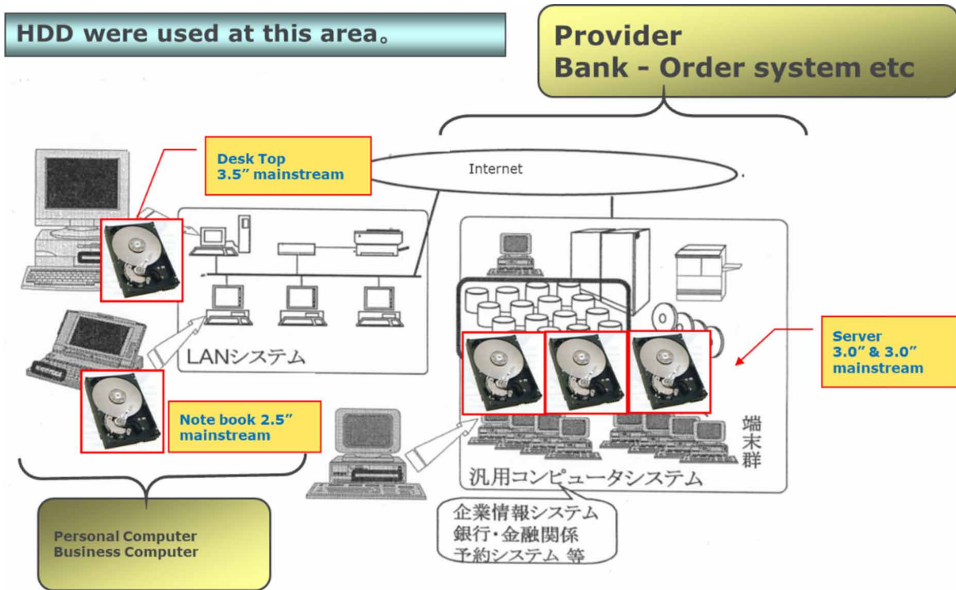 HDD were used at this area。
Provider
Bank - Order system etc
Desk Top
3.5” mainstream
Internet
LANシステム
Server
3.0” & 3.0”
mainstream
Note book 2.5”
mainstream
端末群
汎用コンピュータシステム
企業情報システム
銀行・金融関係
予約システム 等
Personal Computer
Business Computer